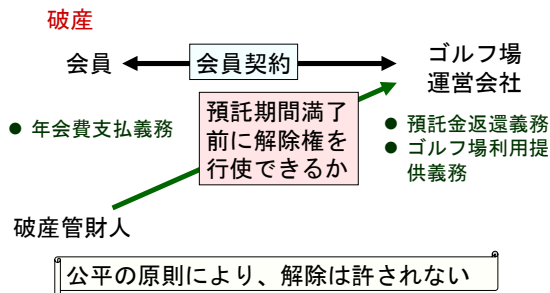 破産
会員
会員契約
ゴルフ場
運営会社
● 年会費支払義務
預託期間満了
前に解除権を
行使できるか
● 預託金返還義務
● ゴルフ場利用提
供義務
破産管財人
公平の原則により、解除は許されない